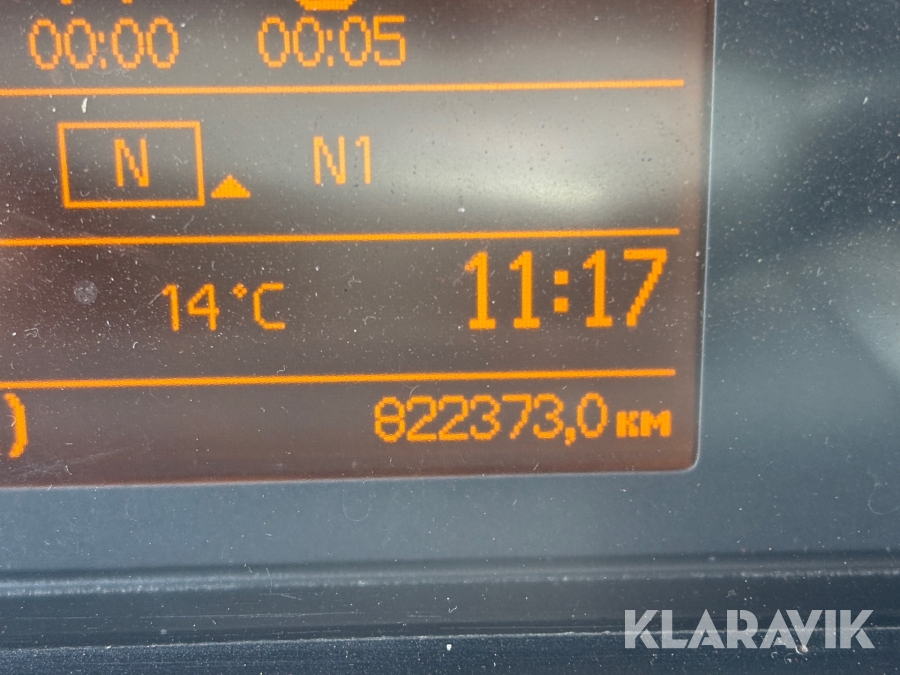 00:00 00:05
N N1
14°C 11:17
822373,0 км
KLARAVIK